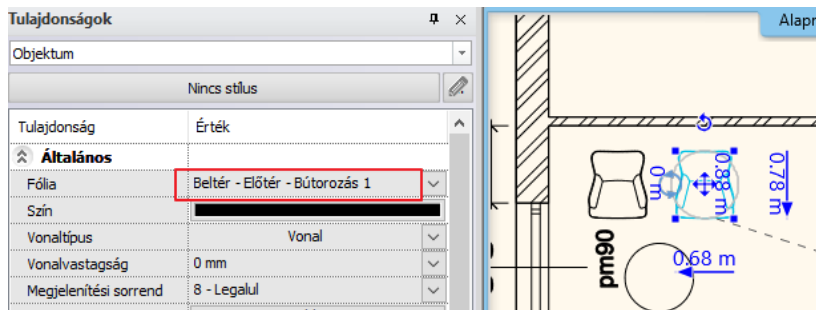 Tulajdonságok
Objektum
Nincs stílus
Tulajdonság Érték
Általános
Fólia Beltér - Előtér - Bútorozás 1
Szín
Vonaltípus Vonal
Vonalvastagság 0 mm
Megjelenítési sorrend 8 - Legalul
Alapr
0 m
0.88 m
0.78 m
pm90
0.68 m